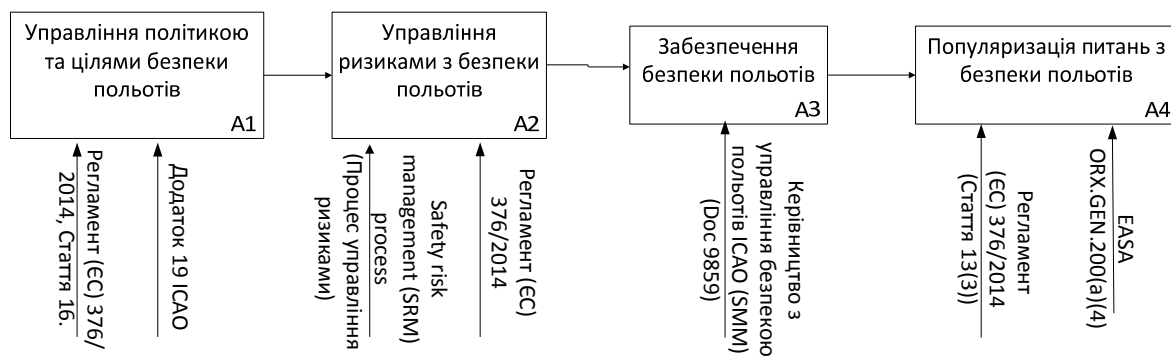 Управління політикою
та цілями безпеки
польотів
A1
Управління
ризиками з безпеки
польотів
A2
Забезпечення
безпеки польотів
A3
Популяризація питань з
безпеки польотів
A4
Регламент (ЄС) 376/
2014, Стаття 16.
Додаток 19 ICAO
Safety risk
management (SRM)
process
(Процес управління
ризиками)
Регламент (ЄС)
376/2014
Керівництво з
управління безпекою
польотів ICAO (SMM)
(Doc 9859)
Регламент
(ЄС) 376/2014
(Стаття 13(3))
EASA
ORX.GEN.200(a)(4)